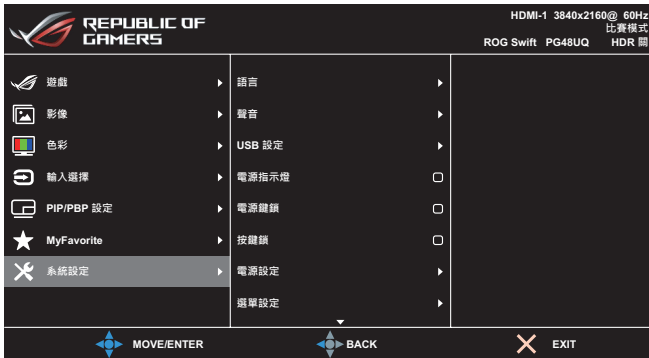 REPUBLIC OF
GAMERS
HDMI-1 3840x2160@ 60Hz
比賽模式
ROG Swift PG48UQ HDR 關
遊戲
影像
色彩
輸入選擇
PIP/PBP 設定
MyFavorite
系統設定
語言
聲音
USB 設定
電源指示燈
電源鍵鎖
按鍵鎖
電源設定
選單設定
MOVE/ENTER
BACK
EXIT